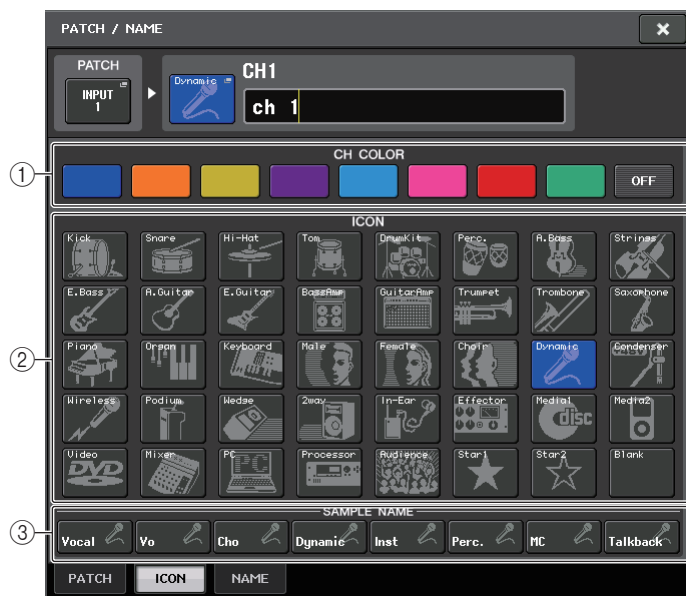 PATCH / NAME
PATCH
INPUT
1
Dynamic
CH1
ch 1
1
CH COLOR
OFF
2
ICON
Kick Snare Hi-Hat Tom DrumKit Perc. A.Bass Strings
E.Bass A.Guitar E.Guitar BassAmp GuitarAmp Trumpet Trombone Saxophone
Piano Organ Keyboard Male Female Choir Dynamic Condenser
+48V
Wireless Podium Wedge 2way In-Ear Effector Media1 Media2
disc
Video Mixer PC Processor Audience Star1 Star2 Blank
DVD PC
3
SAMPLE NAME
Vocal Vo Cho Dynamic Inst Perc. MC Talkback
PATCH ICON NAME